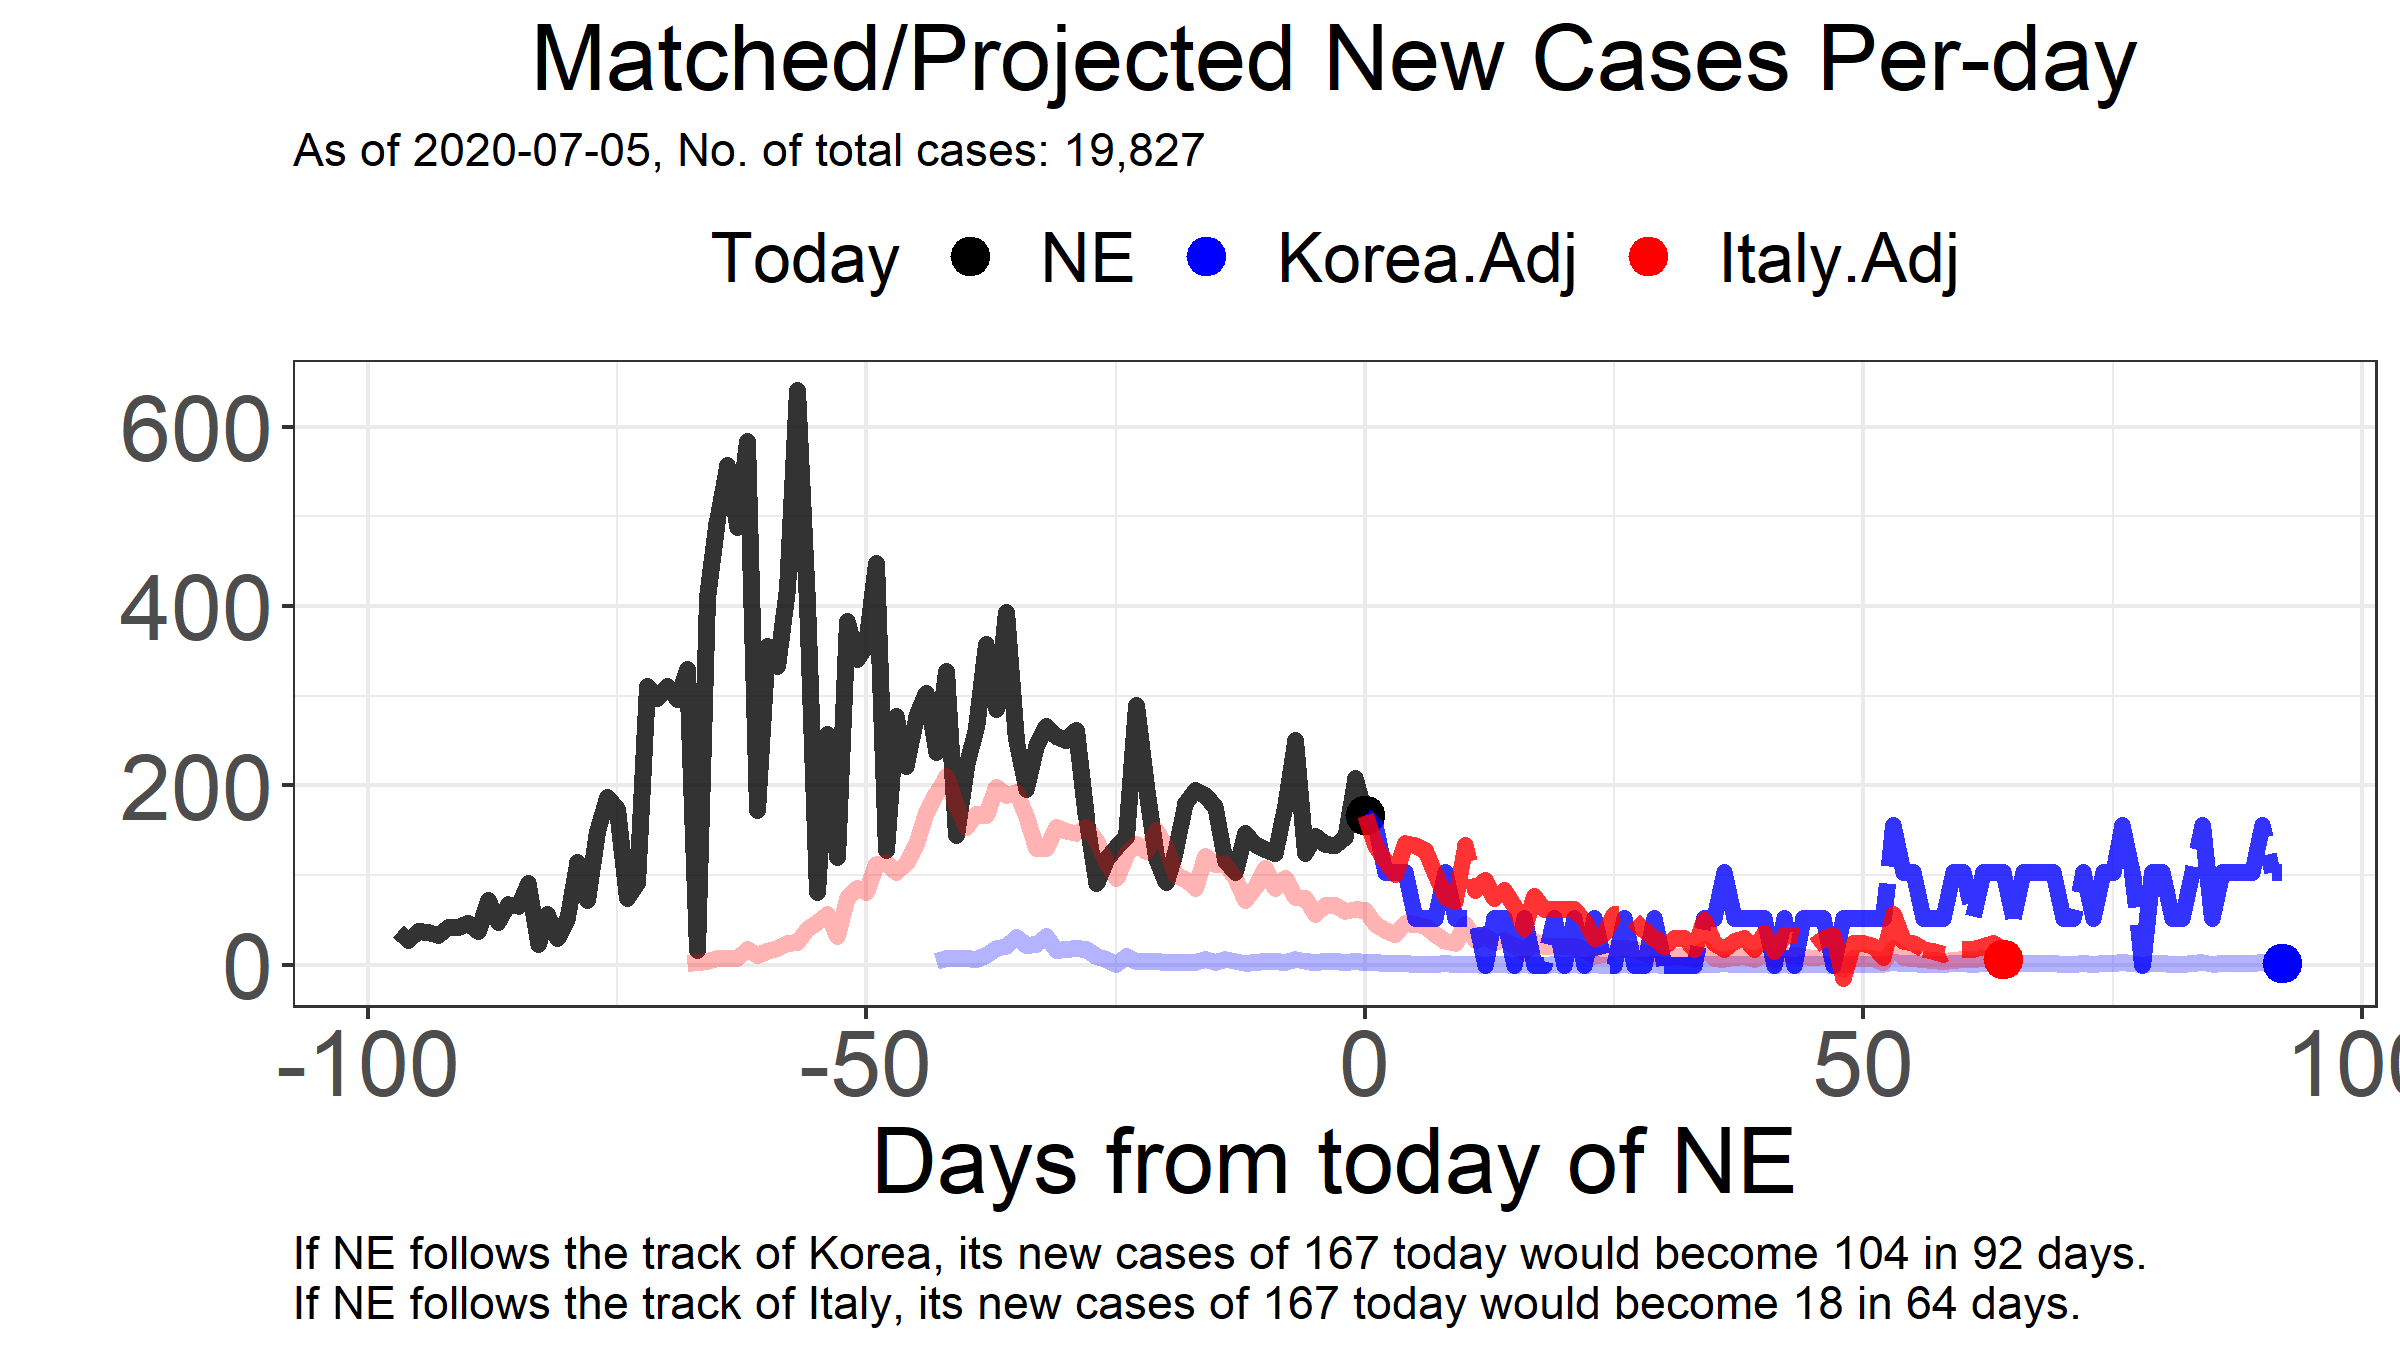 Matched/Projected New Cases Per-day
As of 2020-07-05, No. of total cases: 19,827
Today NE Korea.Adj Italy.Adj
600
400
200
0
-100 -50 0 50 100
Days from today of NE
If NE follows the track of Korea, its new cases of 167 today would become 104 in 92 days.
If NE follows the track of Italy, its new cases of 167 today would become 18 in 64 days.